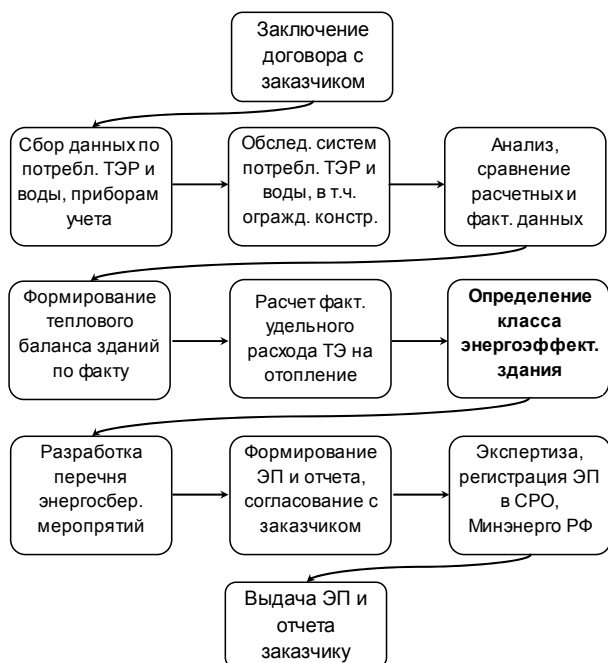 Заключение
договора с
заказчиком
Сбор данных по
потребл. ТЭР и
воды, приборам
учета
Обслед. систем
потребл. ТЭР и
воды, в т.ч.
огражд. констр.
Анализ,
сравнение
расчетных и
факт. данных
Формирование
теплового
баланса зданий
по факту
Расчет факт.
удельного
расхода ТЭ на
отопление
Определение
класса
энергоэффект.
здания
Разработка
перечня
энергосбер.
меропрятий
Формирование
ЭП и отчета,
согласование с
заказчиком
Экспертиза,
регистрация ЭП
в СРО,
Минэнерго РФ
Выдача ЭП и
отчета
заказчику